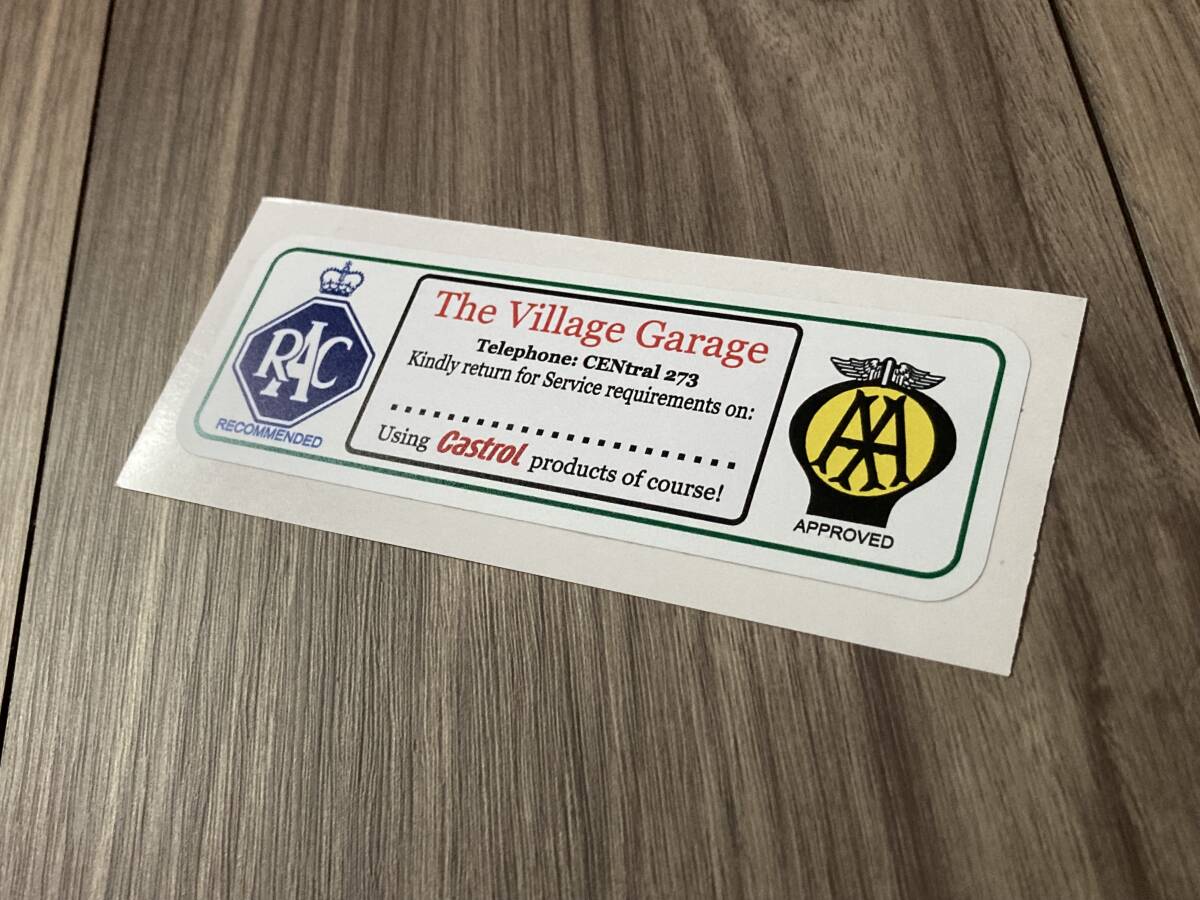 RAC
RECOMMENDED
The Village Garage
Telephone: CENtral 273
Kindly return for Service requirements on:
Using Castrol products of course!
AA
APPROVED